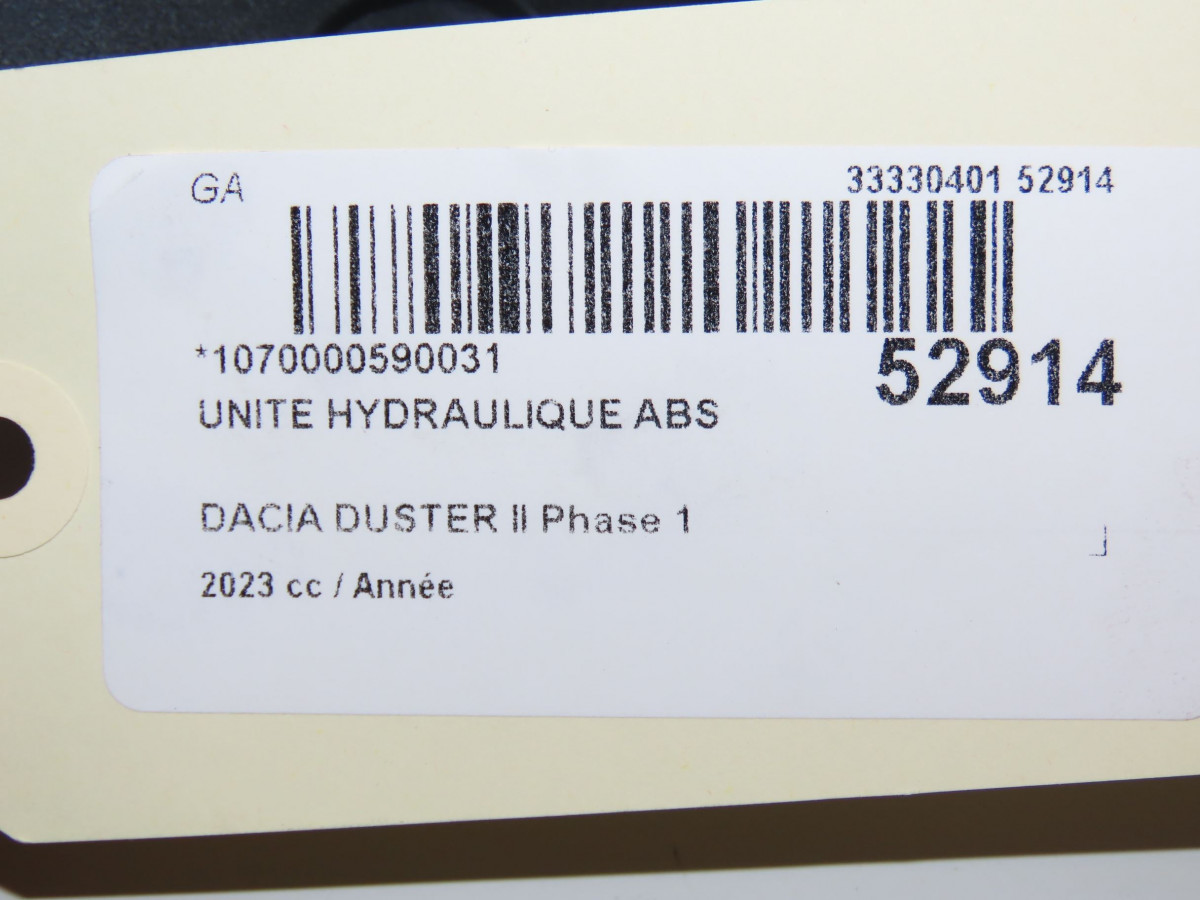 GA 33330401 52914
*1070000590031 52914
UNITE HYDRAULIQUE ABS
DACIA DUSTER II Phase 1
2023 cc / Année